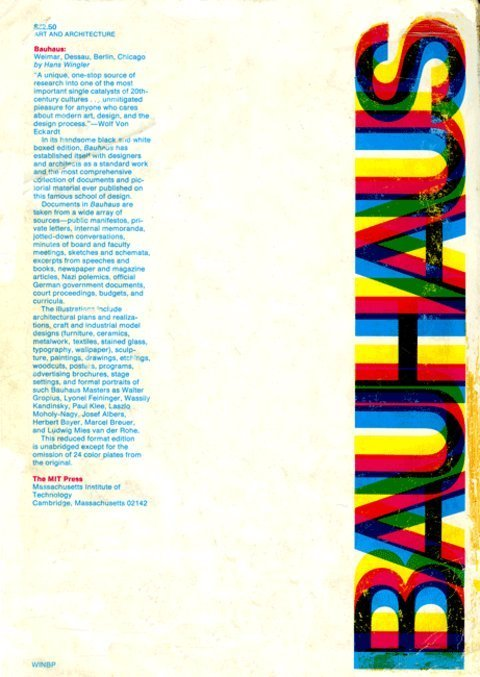 $22.50
ART AND ARCHITECTURE
Bauhaus:
Weimar, Dessau, Berlin, Chicago
by Hans Wingler
"A unique, one-stop source of
research into one of the most
important single catalysts of 20th-
century cultures . . . unmitigated
pleasure for anyone who cares
about modern art, design, and the
design process."—Wolf Von
Eckardt
In its handsome black and white
boxed edition, Bauhaus has
established itself with designers
and architects as a standard work
and the most comprehensive
collection of documents and pic-
torial material ever published on
this famous school of design.
Documents in Bauhaus are
taken from a wide array of
sources—public manifestos, pri-
vate letters, internal memoranda,
jotted-down conversations,
minutes of board and faculty
meetings, sketches and schemata,
excerpts from speeches and
books, newspaper and magazine
articles, Nazi polemics, official
German government documents,
court proceedings, budgets, and
curricula.
The illustrations include
architectural plans and realiza-
tions, craft and industrial model
designs (furniture, ceramics,
metalwork, textiles, stained glass,
typography, wallpaper), sculp-
ture, paintings, drawings, etchings,
woodcuts, posters, programs,
advertising brochures, stage
settings, and formal portraits of
such Bauhaus Masters as Walter
Gropius, Lyonel Feininger, Wassily
Kandinsky, Paul Klee, Laszlo
Moholy-Nagy, Josef Albers,
Herbert Bayer, Marcel Breuer,
and Ludwig Mies van der Rohe.
This reduced format edition
is unabridged except for the
omission of 24 color plates from
the original.
The MIT Press
Massachusetts Institute of
Technology
Cambridge, Massachusetts 02142
WINBP
BAUHAUS